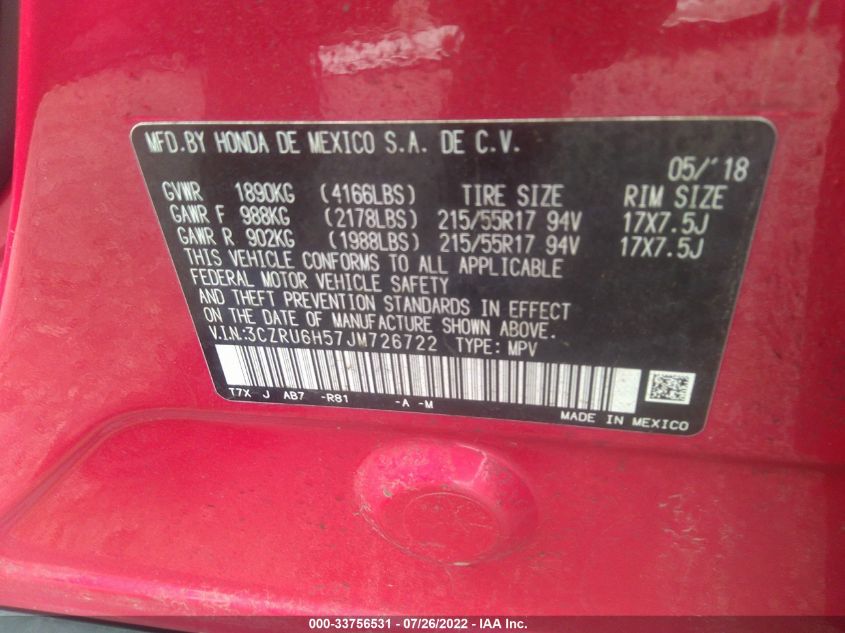 MFD.BY HONDA DE MEXICO S.A. DE C.V.
05/'18
GVWR 1890KG (4166LBS) TIRE SIZE RIM SIZE
GAWR F 988KG (2178LBS) 215/55R17 94V 17X7.5J
GAWR R 902KG (1988LBS) 215/55R17 94V 17X7.5J
THIS VEHICLE CONFORMS TO ALL APPLICABLE
FEDERAL MOTOR VEHICLE SAFETY
AND THEFT PREVENTION STANDARDS IN EFFECT
ON THE DATE OF MANUFACTURE SHOWN ABOVE.
V.I.N:3CZRU6H57JM726722 TYPE: MPV
T7X J AB7 -R81 -A -M
MADE IN MEXICO
000-33756531 - 07/26/2022 - IAA Inc.